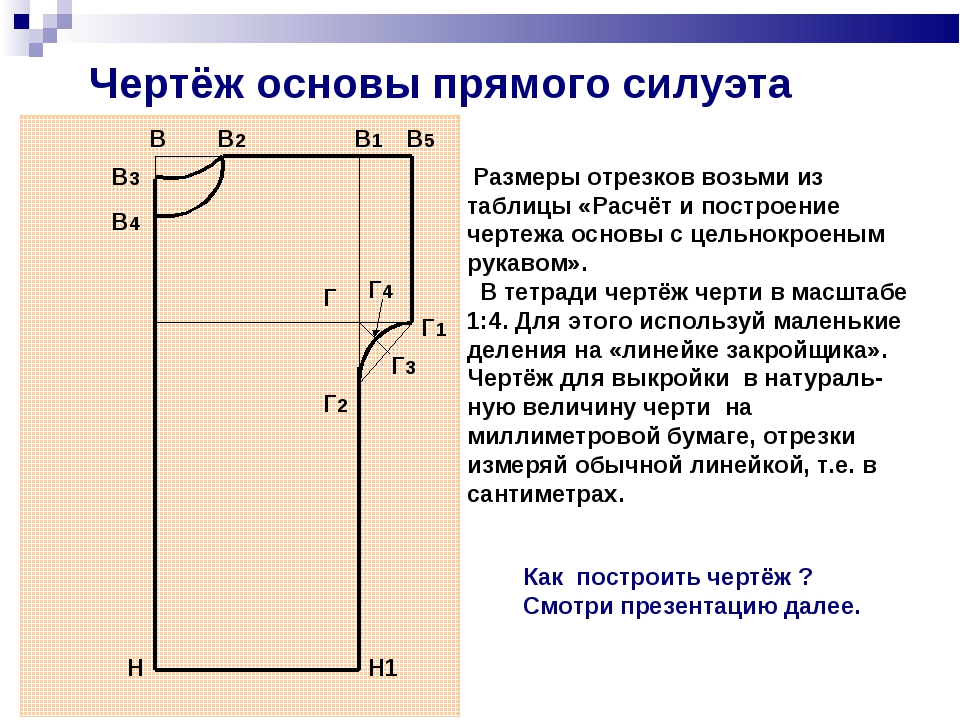 Чертёж основы прямого силуэта
В В2 В1 В5
В3
В4
Г Г4
Г1
Г3
Г2
Н Н1
Размеры отрезков возьми из
таблицы «Расчёт и построение
чертежа основы с цельнокроеным
рукавом».
В тетради чертёж черти в масштабе
1:4. Для этого используй маленькие
деления на «линейке закройщика».
Чертёж для выкройки в натураль-
ную величину черти на
миллиметровой бумаге, отрезки
измеряй обычной линейкой, т.е. в
сантиметрах.
Как построить чертёж ?
Смотри презентацию далее.